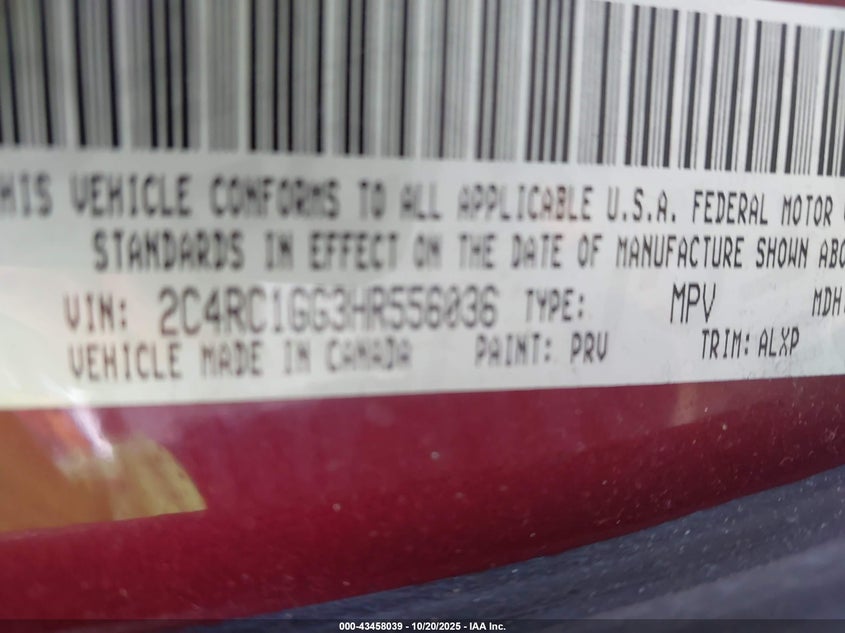 HIS VEHICLE CONFORMS TO ALL APPLICABLE U.S.A. FEDERAL MOTOR
STANDARDS IN EFFECT ON THE DATE OF MANUFACTURE SHOWN ABO
VIN: 2C4RC1GG3HR556036 TYPE: MPV MDH:
VEHICLE MADE IN CANADA PAINT: PRV TRIM: ALXP
000-43458039 | 10/20/2025 - IAA Inc.